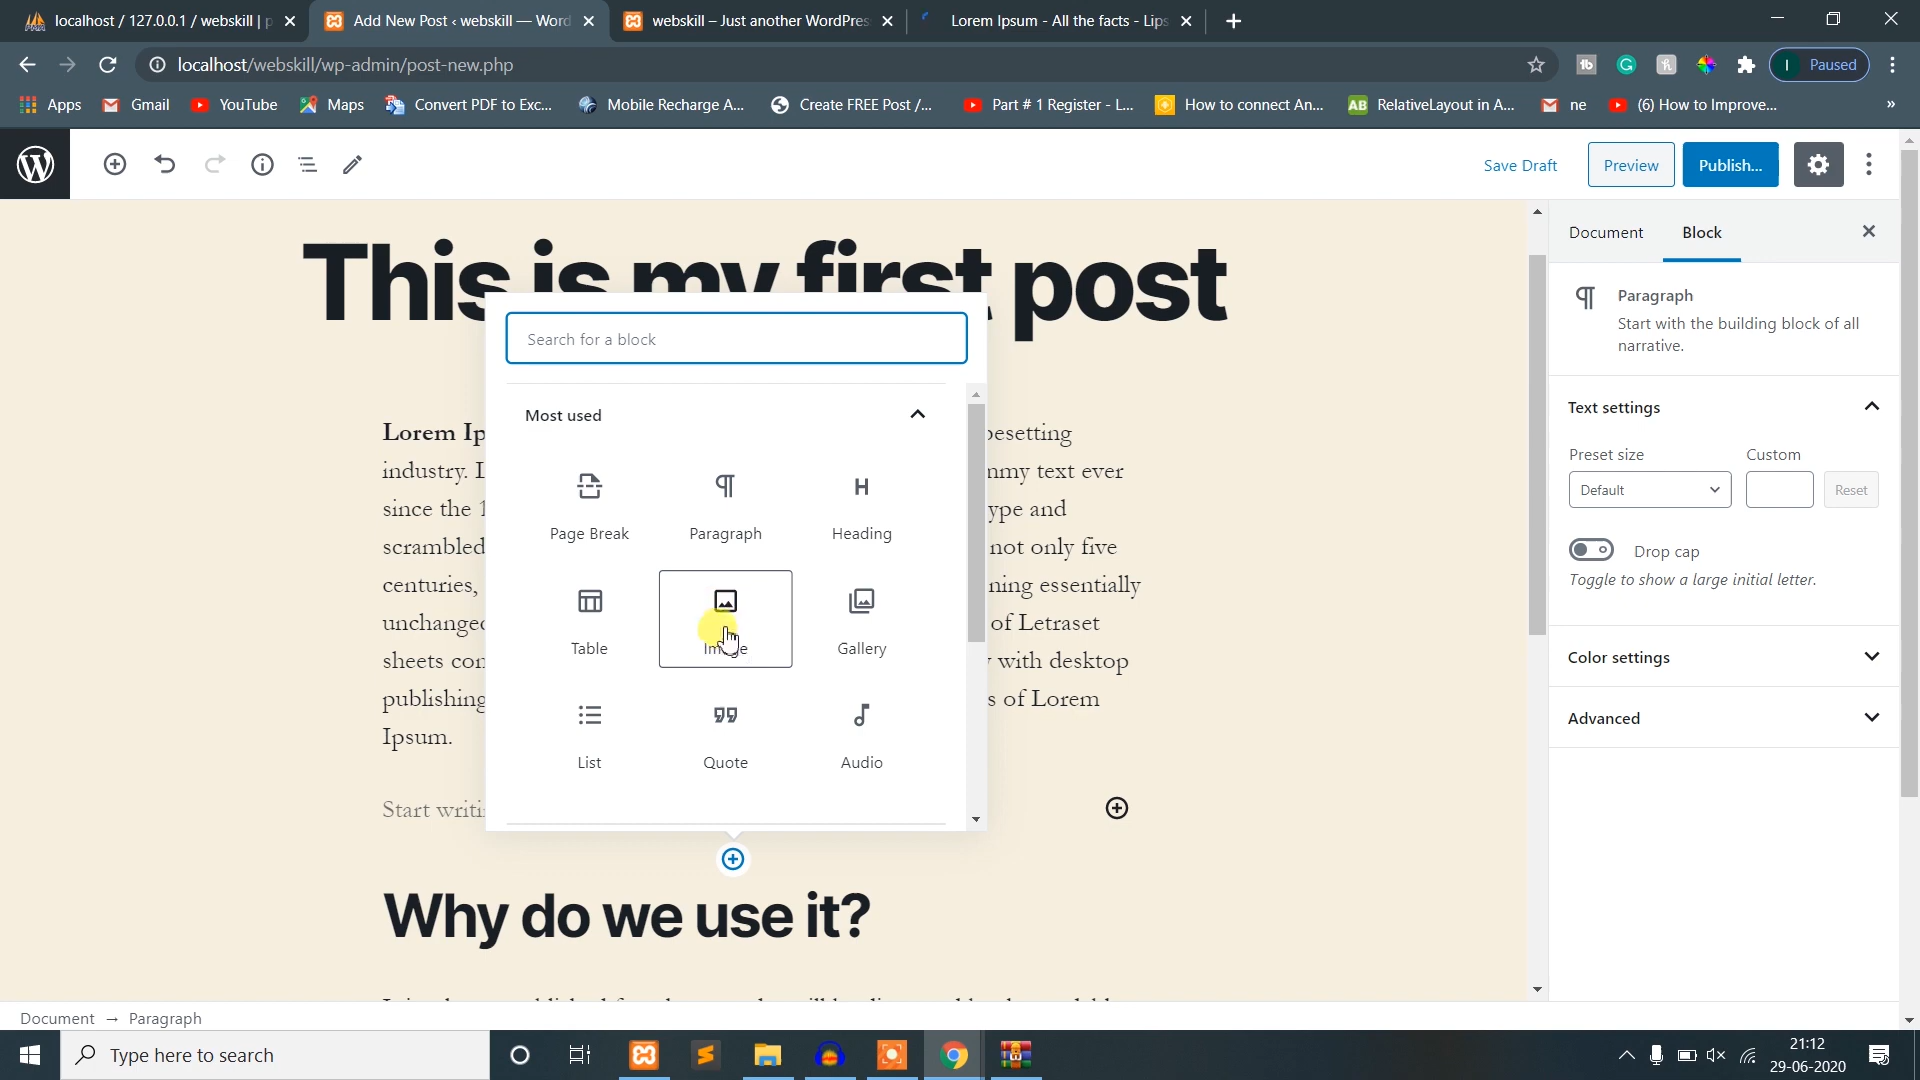 localhost / 127.0.0.1 / webskill | p
Add New Post ‹ webskill — Word
webskill – Just another WordPres
Lorem Ipsum - All the facts - Lips
localhost/webskill/wp-admin/post-new.php
Paused
Apps
Gmail
YouTube
Maps
Convert PDF to Exc...
Mobile Recharge A...
Create FREE Post /...
Part # 1 Register - L...
How to connect An...
RelativeLayout in A...
ne
(6) How to Improve...
Save Draft
Preview
Publish...
This is my first post
Document
Block
Paragraph
Start with the building block of all
narrative.
Text settings
Preset size
Custom
Default
Reset
Drop cap
Toggle to show a large initial letter.
Color settings
Advanced
Search for a block
Most used
Page Break
Paragraph
Heading
Table
Image
Gallery
List
Quote
Audio
Lorem Ip
industry. L
since the 1
scrambled
centuries,
unchanged
sheets con
publishing
Ipsum.
pesetting
mmy text ever
ype and
not only five
ning essentially
of Letraset
with desktop
s of Lorem
Start writi
Why do we use it?
Document → Paragraph
Type here to search
21:12
29-06-2020